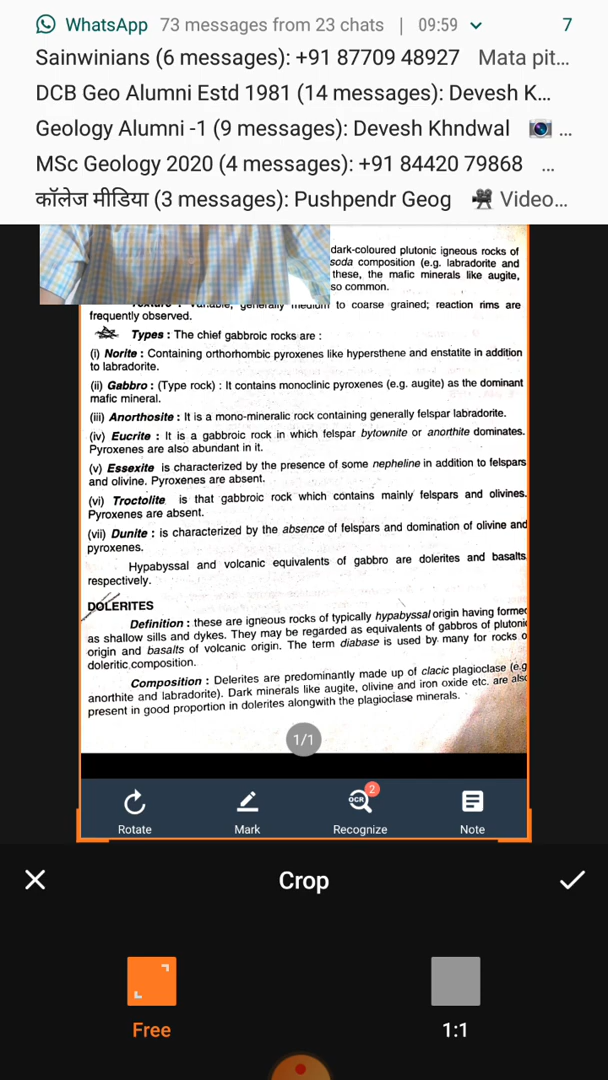 WhatsApp 73 messages from 23 chats | 09:59 7
Sainwinians (6 messages): +91 87709 48927 Mata pit...
DCB Geo Alumni Estd 1981 (14 messages): Devesh K...
Geology Alumni -1 (9 messages): Devesh Khndwal ...
MSc Geology 2020 (4 messages): +91 84420 79868 ...
कॉलेज मीडिया (3 messages): Pushpendr Geog Video...
dark-coloured plutonic igneous rocks of
soda composition (e.g. labradorite and
these, the mafic minerals like augite,
so common.
Texture : Variable, generally medium to coarse grained; reaction rims are
frequently observed.
Types : The chief gabbroic rocks are :
(i) Norite : Containing orthorhombic pyroxenes like hypersthene and enstatite in addition
to labradorite.
(ii) Gabbro : (Type rock) : It contains monoclinic pyroxenes (e.g. augite) as the dominant
mafic mineral.
(iii) Anorthosite : It is a mono-mineralic rock containing generally felspar labradorite.
(iv) Eucrite : It is a gabbroic rock in which felspar bytownite or anorthite dominates.
Pyroxenes are also abundant in it.
(v) Essexite is characterized by the presence of some nepheline in addition to felspars
and olivine. Pyroxenes are absent.
(vi) Troctolite is that gabbroic rock which contains mainly felspars and olivines.
Pyroxenes are absent.
(vii) Dunite : is characterized by the absence of felspars and domination of olivine and
pyroxenes.
Hypabyssal and volcanic equivalents of gabbro are dolerites and basalts
respectively.
DOLERITES
Definition : these are igneous rocks of typically hypabyssal origin having formed
as shallow sills and dykes. They may be regarded as equivalents of gabbros of plutonic
origin and basalts of volcanic origin. The term diabase is used by many for rocks o
doleritic composition.
Composition : Delerites are predominantly made up of clacic plagioclase (e.g
anorthite and labradorite). Dark minerals like augite, olivine and iron oxide etc. are also
present in good proportion in dolerites alongwith the plagioclase minerals.
1/1
OCR 2
Rotate Mark Recognize Note
Crop
Free 1:1